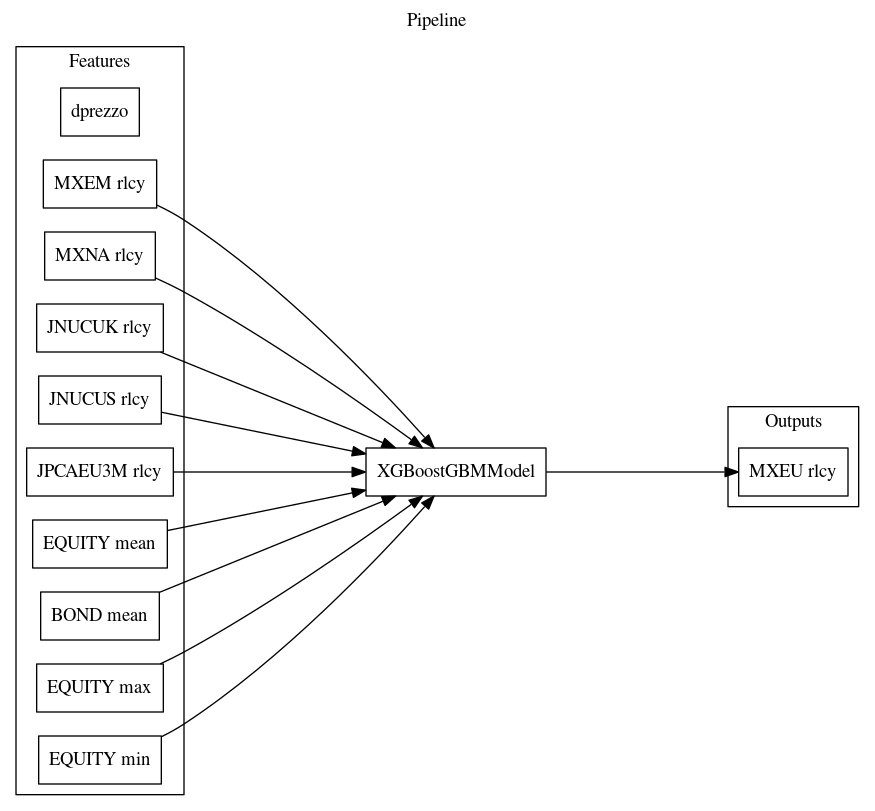 Pipeline
Features
dprezzo
MXEM rlcy
MXNA rlcy
JNUCUK rlcy
JNUCUS rlcy
JPCAEU3M rlcy
EQUITY mean
BOND mean
EQUITY max
EQUITY min
XGBoostGBMModel
Outputs
MXEU rlcy